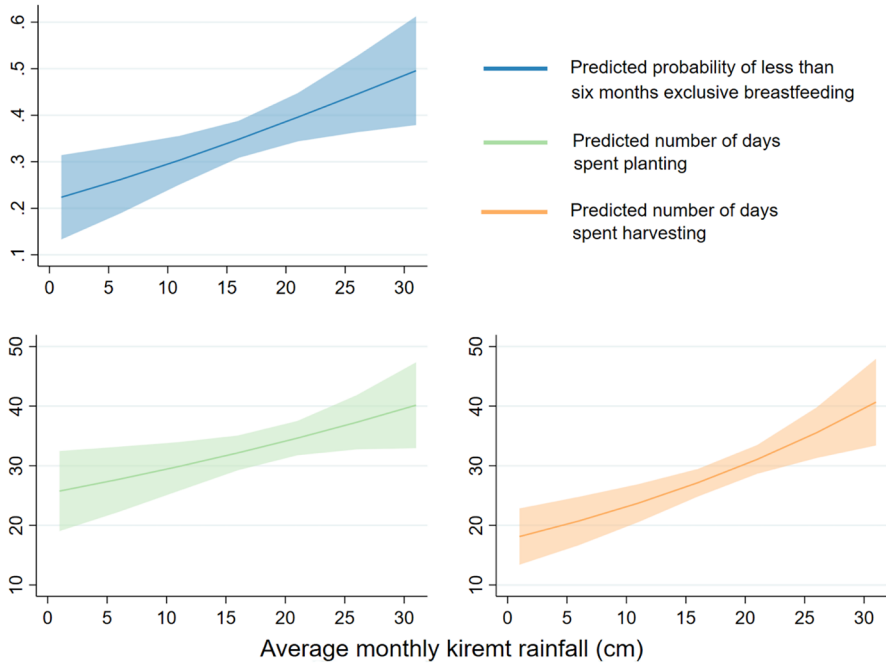 .6
.5
.4
.3
.2
.1
0 5 10 15 20 25 30
Predicted probability of less than
six months exclusive breastfeeding
Predicted number of days
spent planting
Predicted number of days
spent harvesting
50
40
30
20
10
0 5 10 15 20 25 30
50
40
30
20
10
0 5 10 15 20 25 30
Average monthly kiremt rainfall (cm)